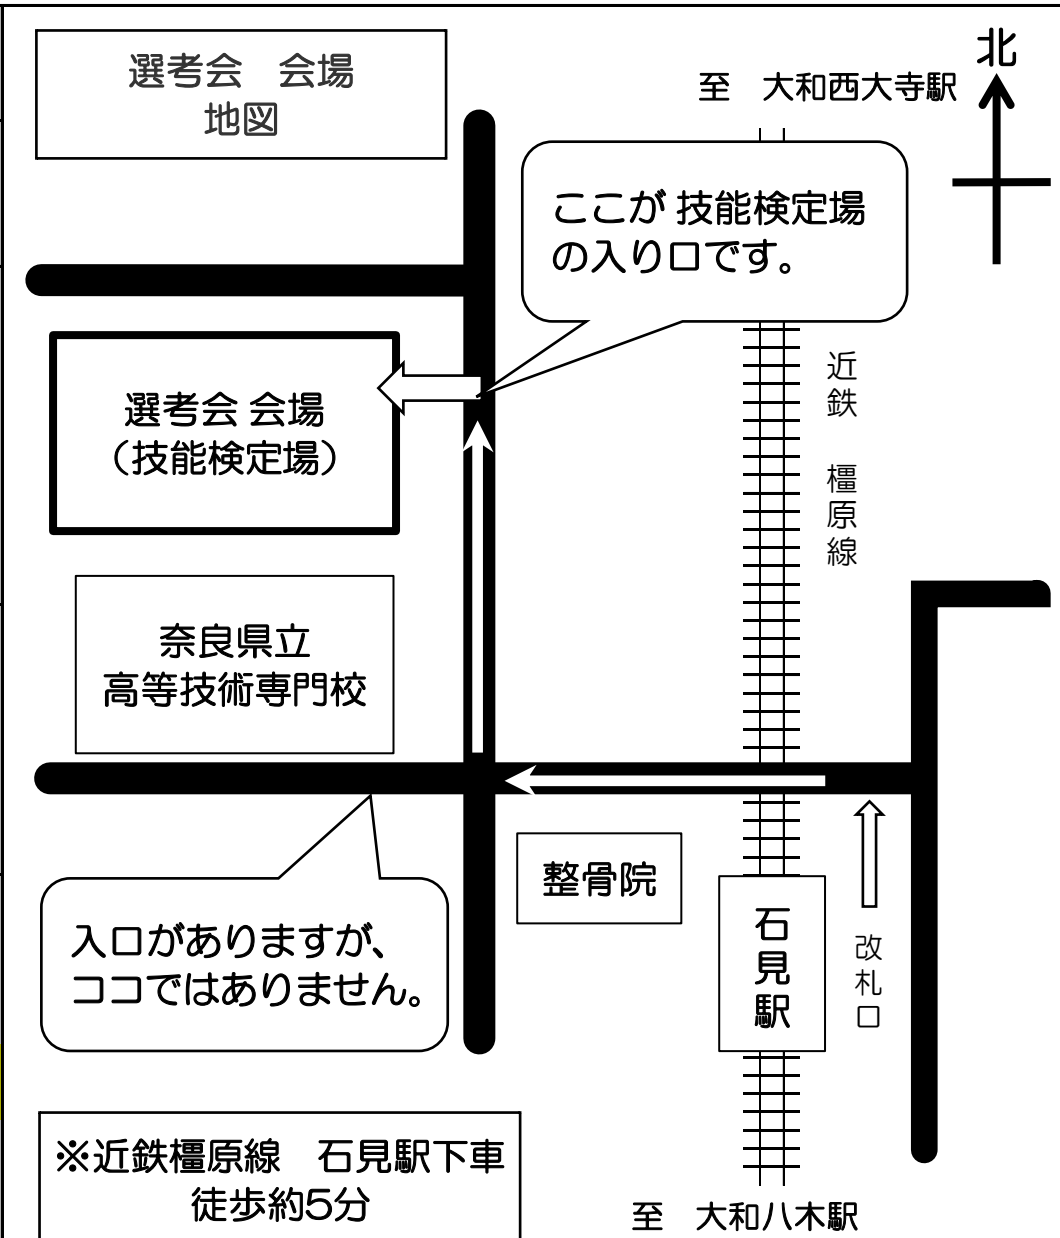 選考会　会場
地図
北
至　大和西大寺駅
ここが 技能検定場
の入り口です。
近鉄　橿原線
選考会 会場
（技能検定場）
奈良県立
高等技術専門校
整骨院
石見駅
改札口
入口がありますが、
ココではありません。
※近鉄橿原線　石見駅下車
徒歩約5分
至　大和八木駅